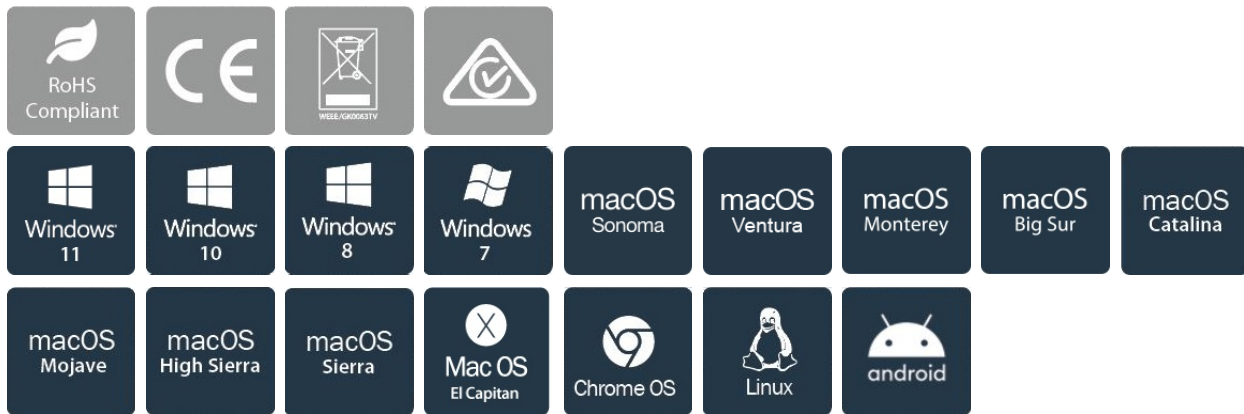 RoHS
Compliant
CE
WEEE/GK0063TV
Windows
11
Windows
10
Windows
8
Windows
7
macOS
Sonoma
macOS
Ventura
macOS
Monterey
macOS
Big Sur
macOS
Catalina
macOS
Mojave
macOS
High Sierra
macOS
Sierra
X
Mac OS
El Capitan
Chrome OS
Linux
android